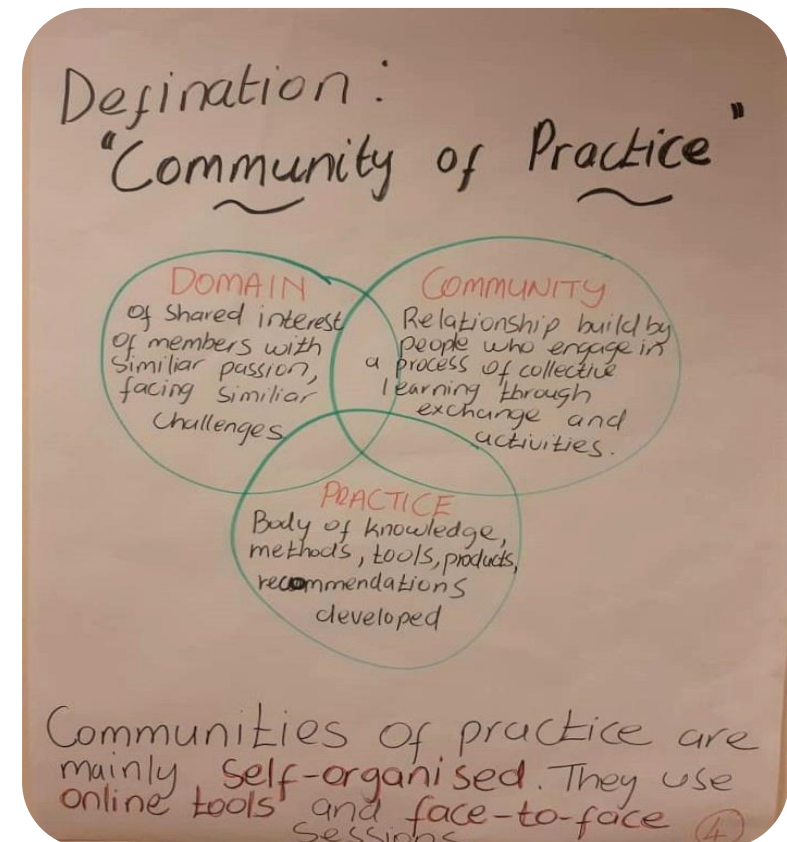 Defination :
"Community of Practice"
DOMAIN
of shared interest
of members with
similiar passion,
facing similiar
challenges
COMMUNITY
Relationship build by
people who engage in
a process of collective
learning through
exchange and
activities.
PRACTICE
Body of knowledge,
methods, tools, products,
recommendations
developed
Communities of practice are
mainly self-organised. They use
online tools and face-to-face
sessions
4